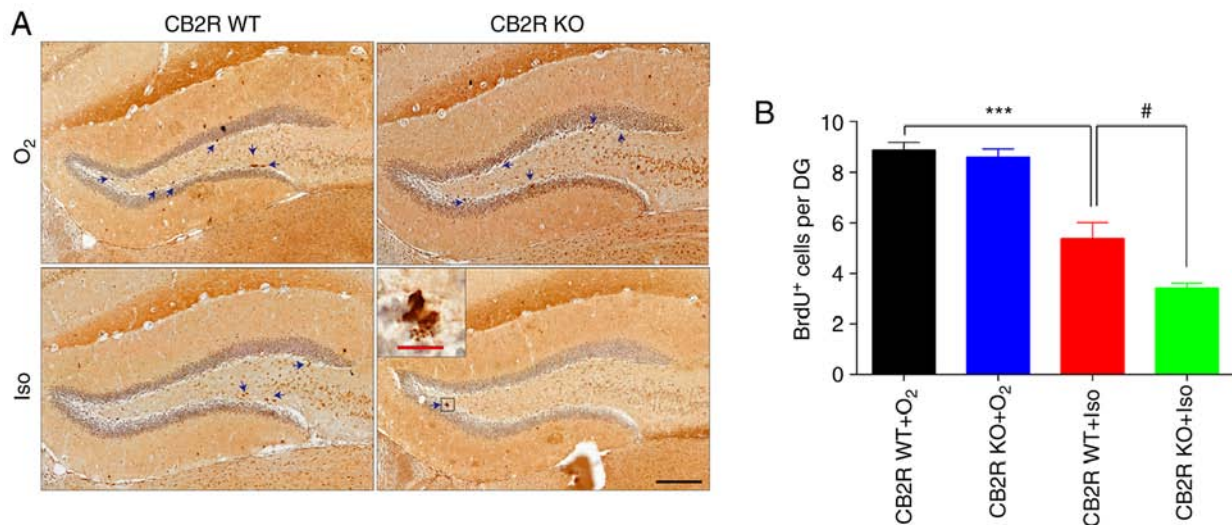 A
CB2R WT
CB2R KO
O₂
Iso
B
***
#
BrdU⁺ cells per DG
10
8
6
4
2
0
CB2R WT+O₂
CB2R KO+O₂
CB2R WT+Iso
CB2R KO+Iso